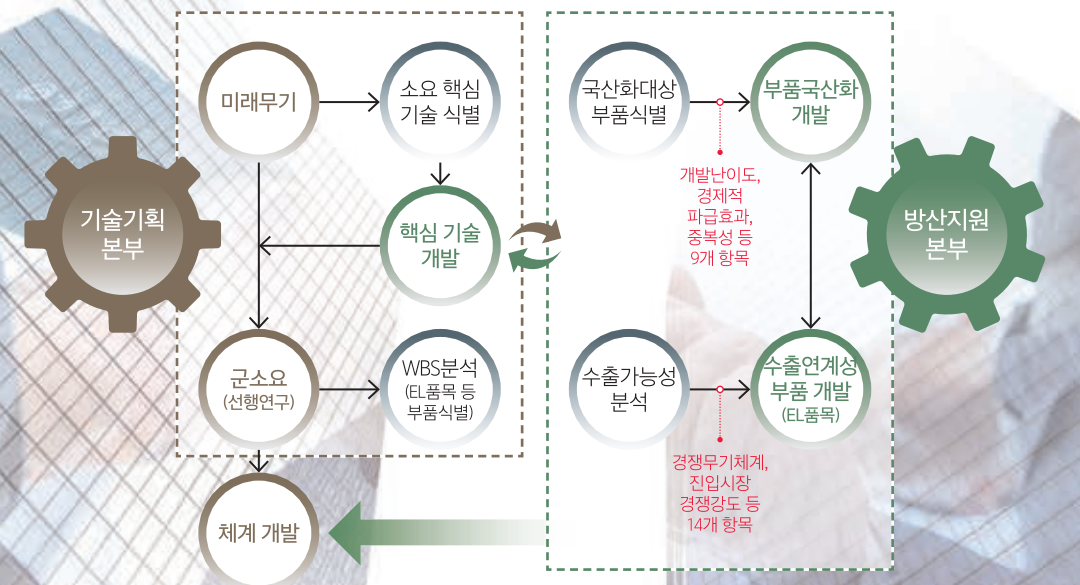 기술기획
본부
미래무기
소요 핵심
기술 식별
핵심 기술
개발
군소요
(선행연구)
WBS분석
(EL품목 등
부품식별)
체계 개발
국산화대상
부품식별
부품국산화
개발
개발난이도,
경제적
파급효과,
중복성 등
9개 항목
수출가능성
분석
수출연계성
부품 개발
(EL품목)
경쟁무기체계,
진입시장
경쟁강도 등
14개 항목
방산지원
본부